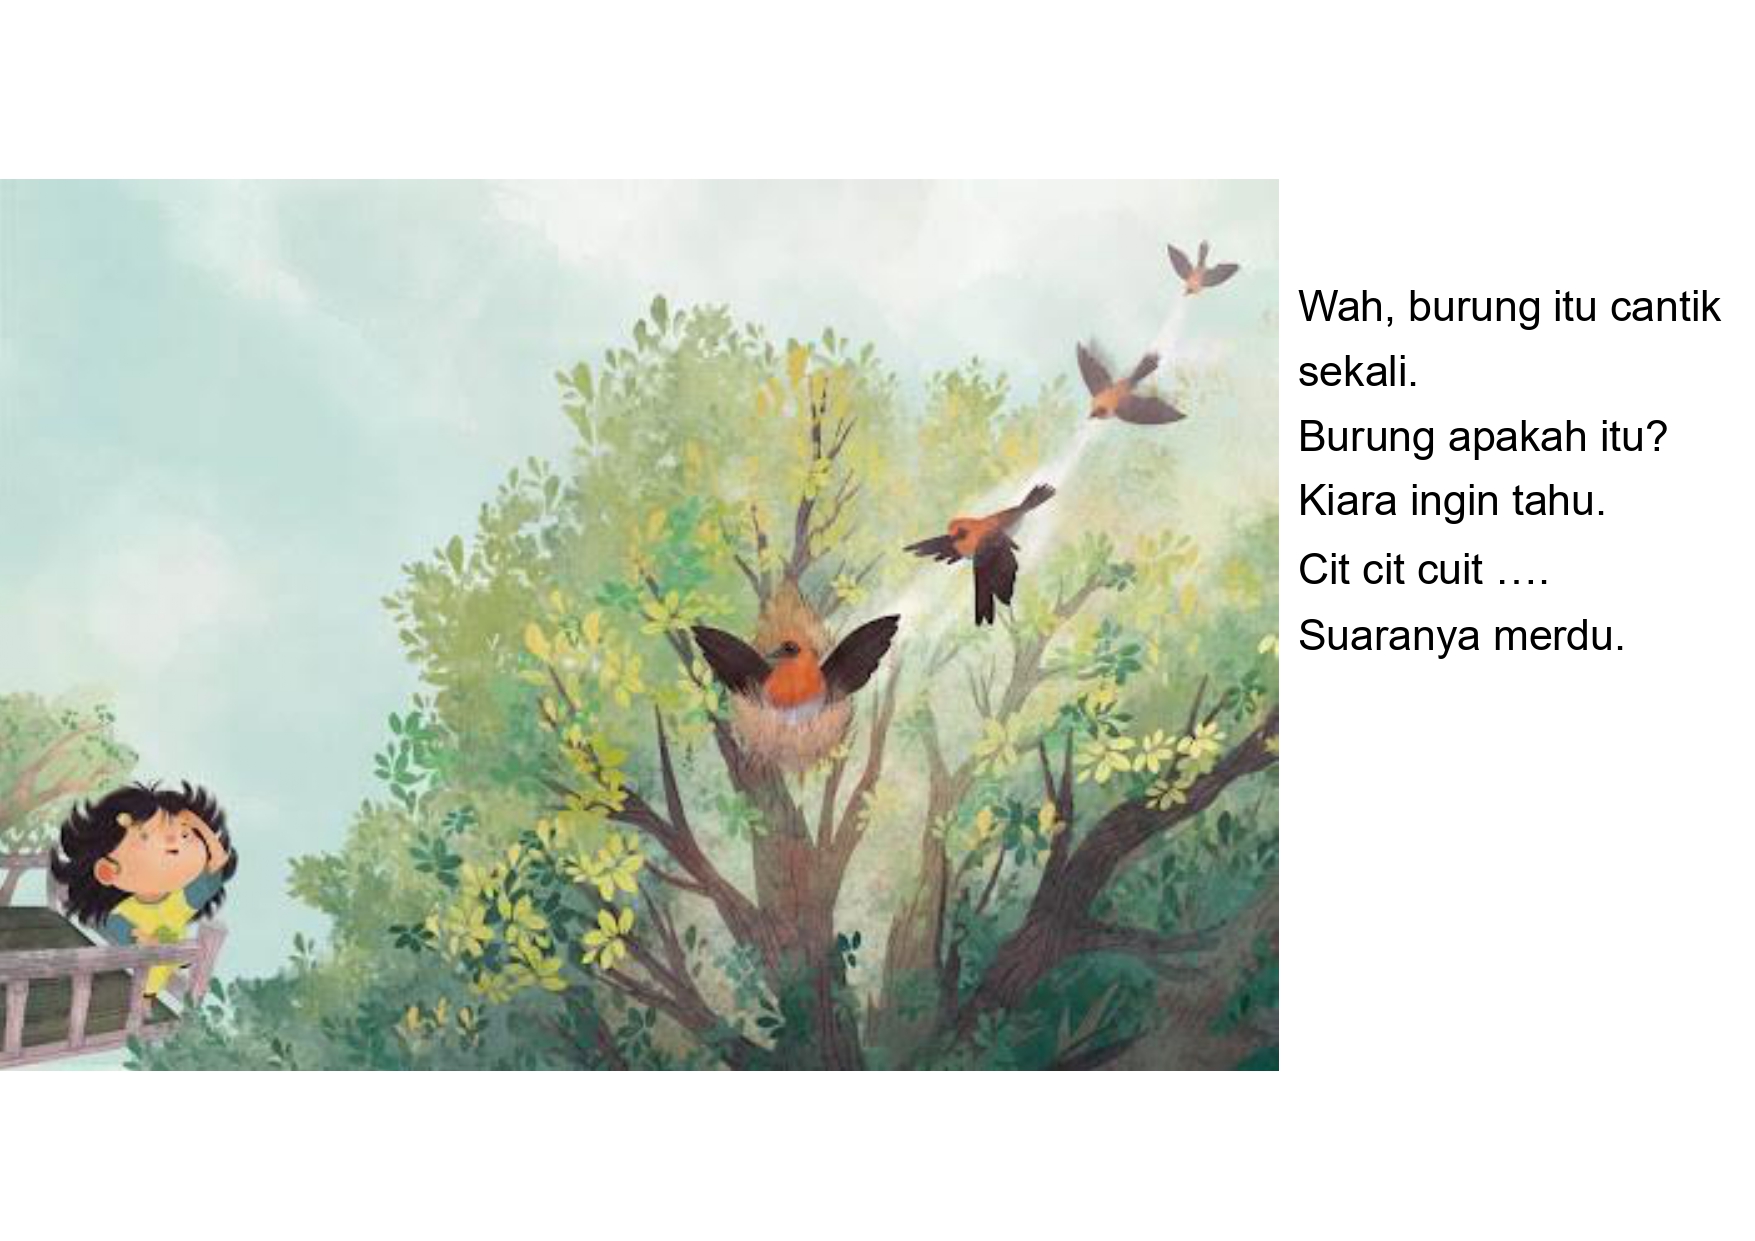 Wah, burung itu cantik
sekali.
Burung apakah itu?
Kiara ingin tahu.
Cit cit cuit ….
Suaranya merdu.